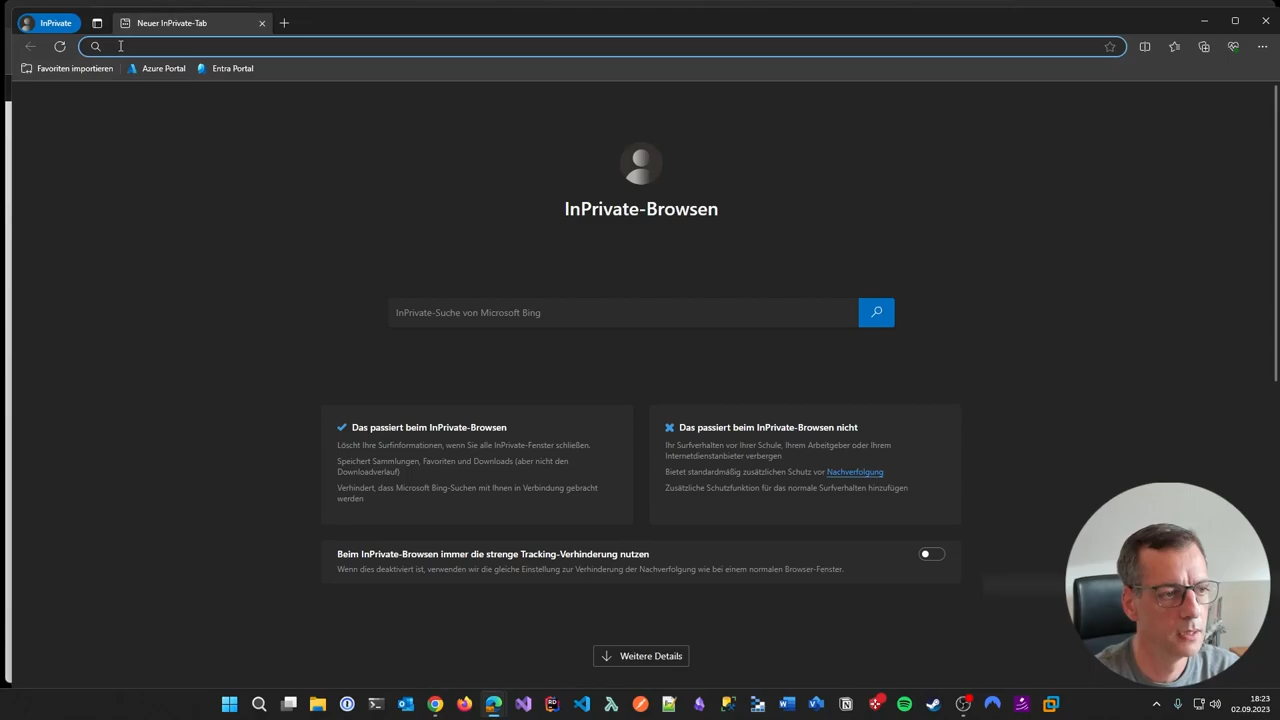 InPrivate
Neuer InPrivate-Tab
Favoriten importieren
Azure Portal
Entra Portal
InPrivate-Browsen
InPrivate-Suche von Microsoft Bing
Das passiert beim InPrivate-Browsen
Löscht Ihre Surfinformationen, wenn Sie alle InPrivate-Fenster schließen.
Speichert Sammlungen, Favoriten und Downloads (aber nicht den
Downloadverlauf)
Verhindert, dass Microsoft Bing-Suchen mit Ihnen in Verbindung gebracht
werden
Das passiert beim InPrivate-Browsen nicht
Ihr Surfverhalten vor Ihrer Schule, Ihrem Arbeitgeber oder Ihrem
Internetdienstanbieter verbergen
Bietet standardmäßig zusätzlichen Schutz vor Nachverfolgung
Zusätzliche Schutzfunktion für das normale Surfverhalten hinzufügen
Beim InPrivate-Browsen immer die strenge Tracking-Verhinderung nutzen
Wenn dies deaktiviert ist, verwenden wir die gleiche Einstellung zur Verhinderung der Nachverfolgung wie bei einem normalen Browser-Fenster.
Weitere Details
18:23
02.09.2023